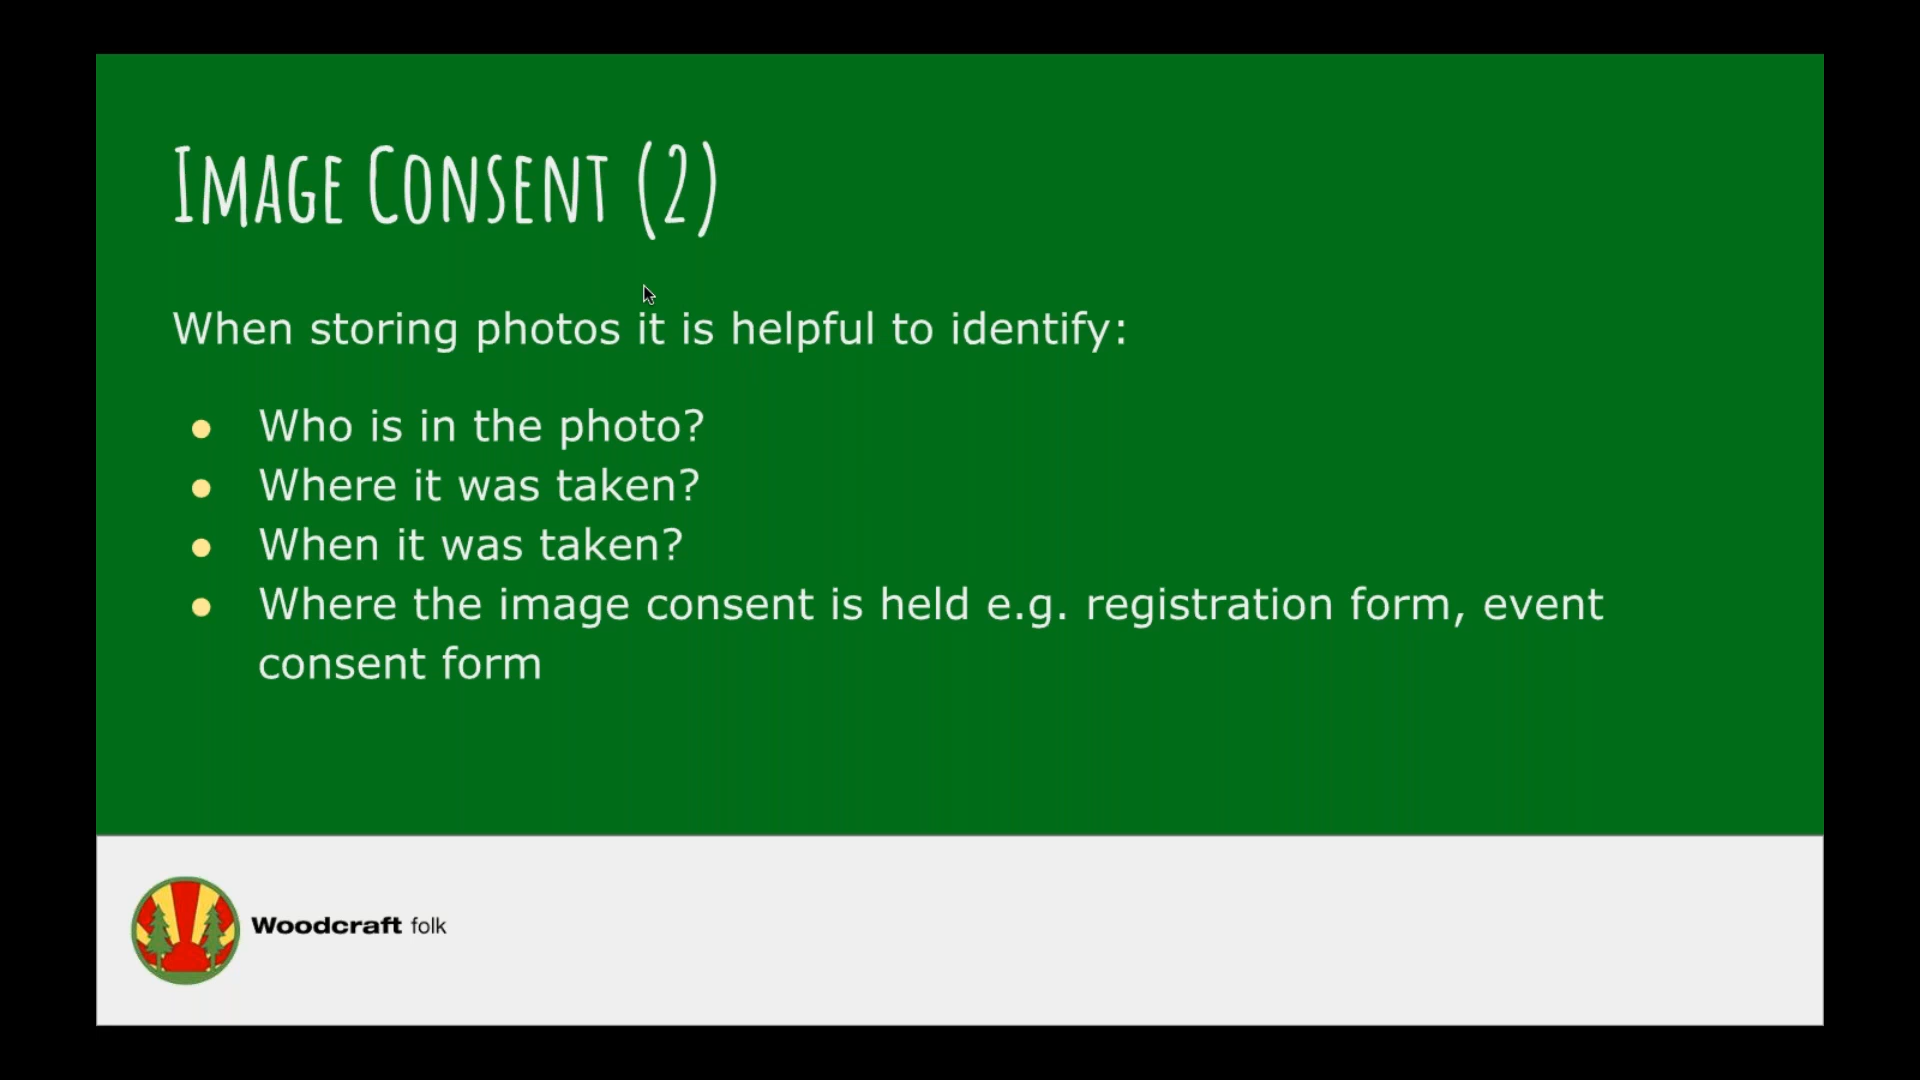 Image Consent (2)
When storing photos it is helpful to identify:
● Who is in the photo?
● Where it was taken?
● When it was taken?
● Where the image consent is held e.g. registration form, event
consent form
Woodcraft folk